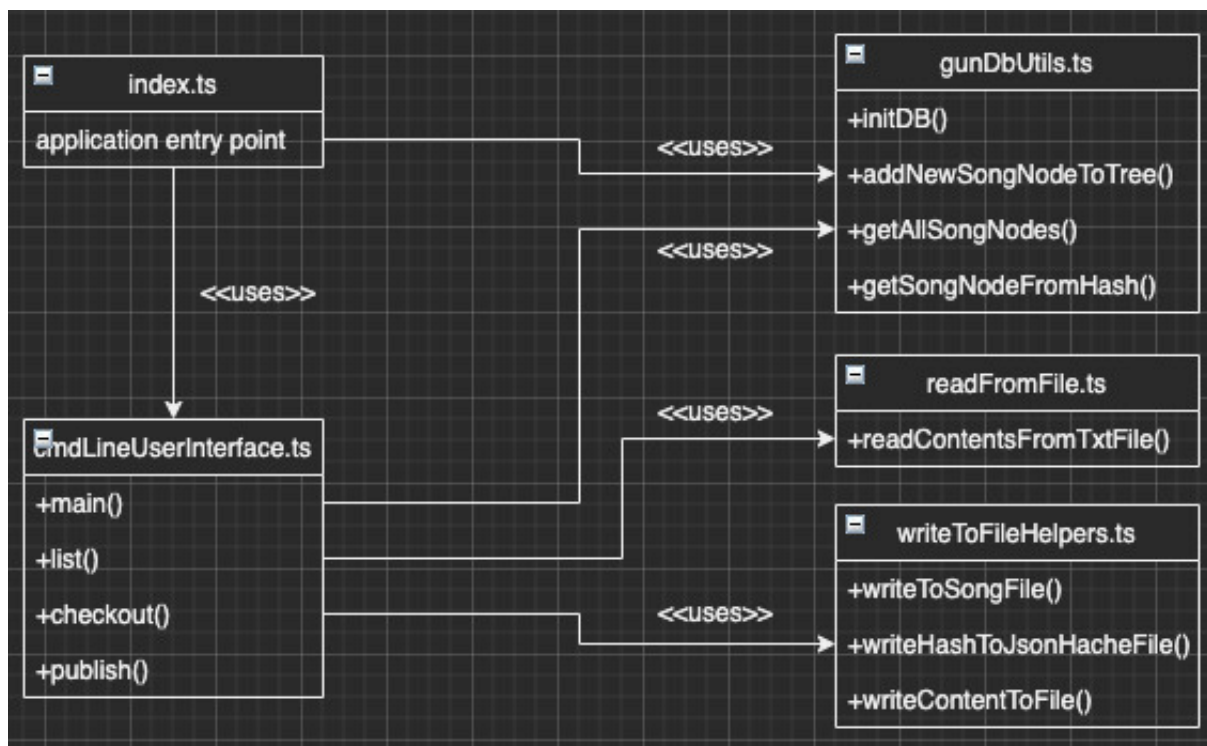 index.ts
application entry point
<<uses>>
<<uses>>
<<uses>>
gunDbUtils.ts
+initDB()
+addNewSongNodeToTree()
+getAllSongNodes()
+getSongNodeFromHash()
cmdLineUserInterface.ts
+main()
+list()
+checkout()
+publish()
<<uses>>
<<uses>>
readFromFile.ts
+readContentsFromTxtFile()
writeToFileHelpers.ts
+writeToSongFile()
+writeHashToJsonHacheFile()
+writeContentToFile()